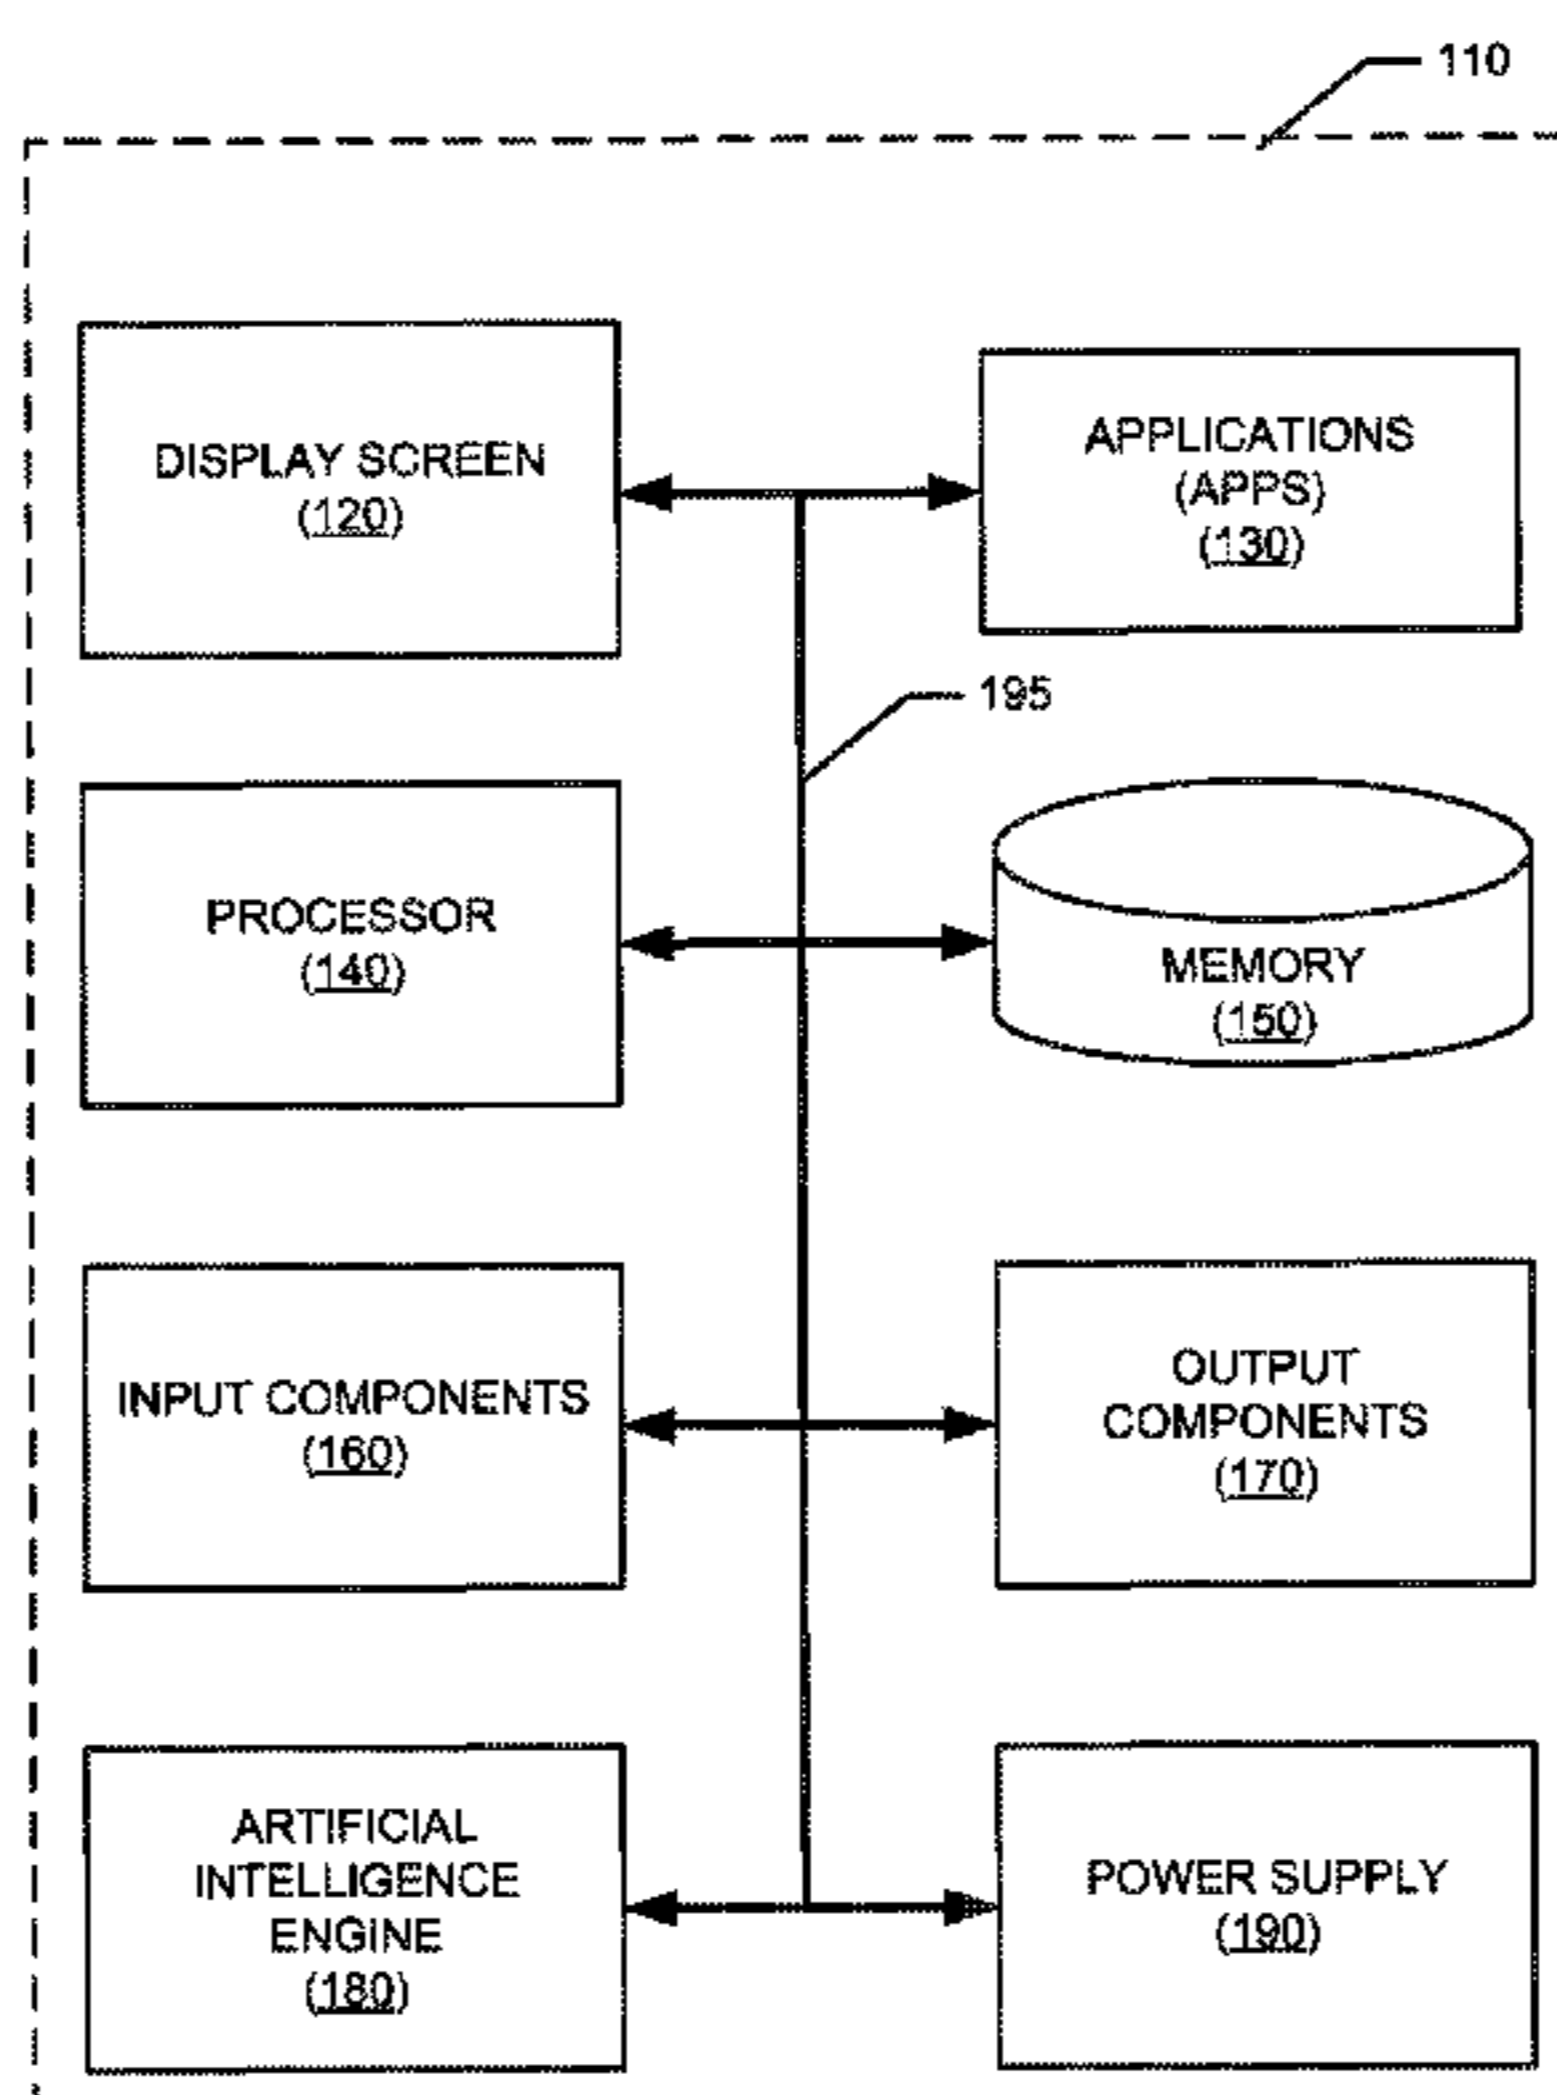 110
DISPLAY SCREEN
(120)
APPLICATIONS
(APPS)
(130)
195
PROCESSOR
(140)
MEMORY
(150)
INPUT COMPONENTS
(160)
OUTPUT
COMPONENTS
(170)
ARTIFICIAL
INTELLIGENCE
ENGINE
(180)
POWER SUPPLY
(190)